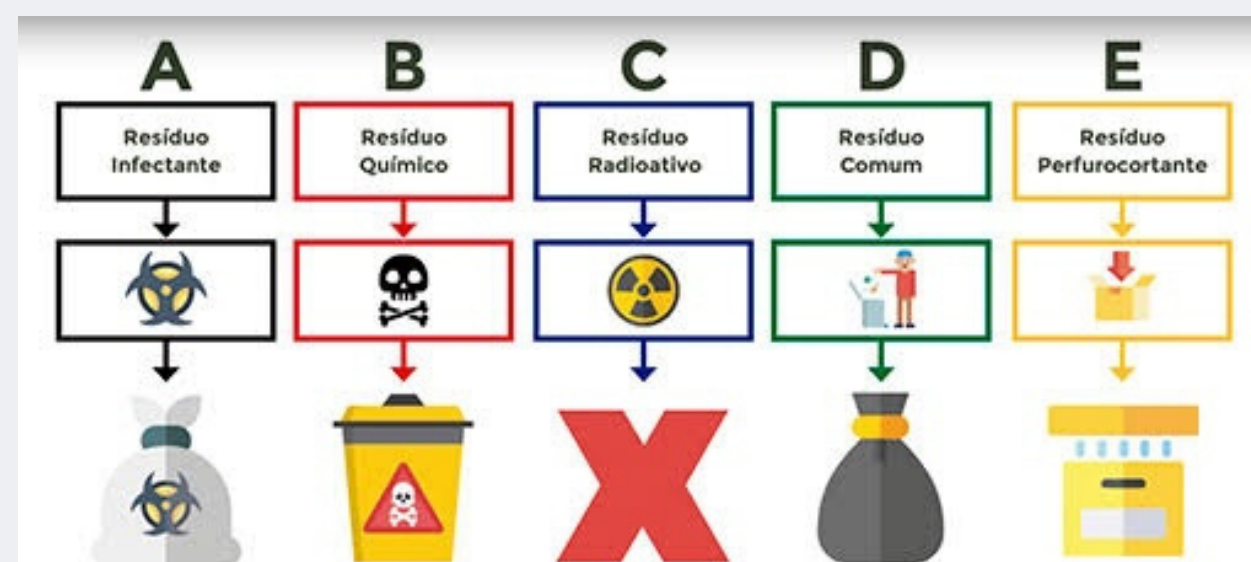 A
B
C
D
E
Resíduo
Infectante
Resíduo
Químico
Resíduo
Radioativo
Resíduo
Comum
Resíduo
Perfurocortante